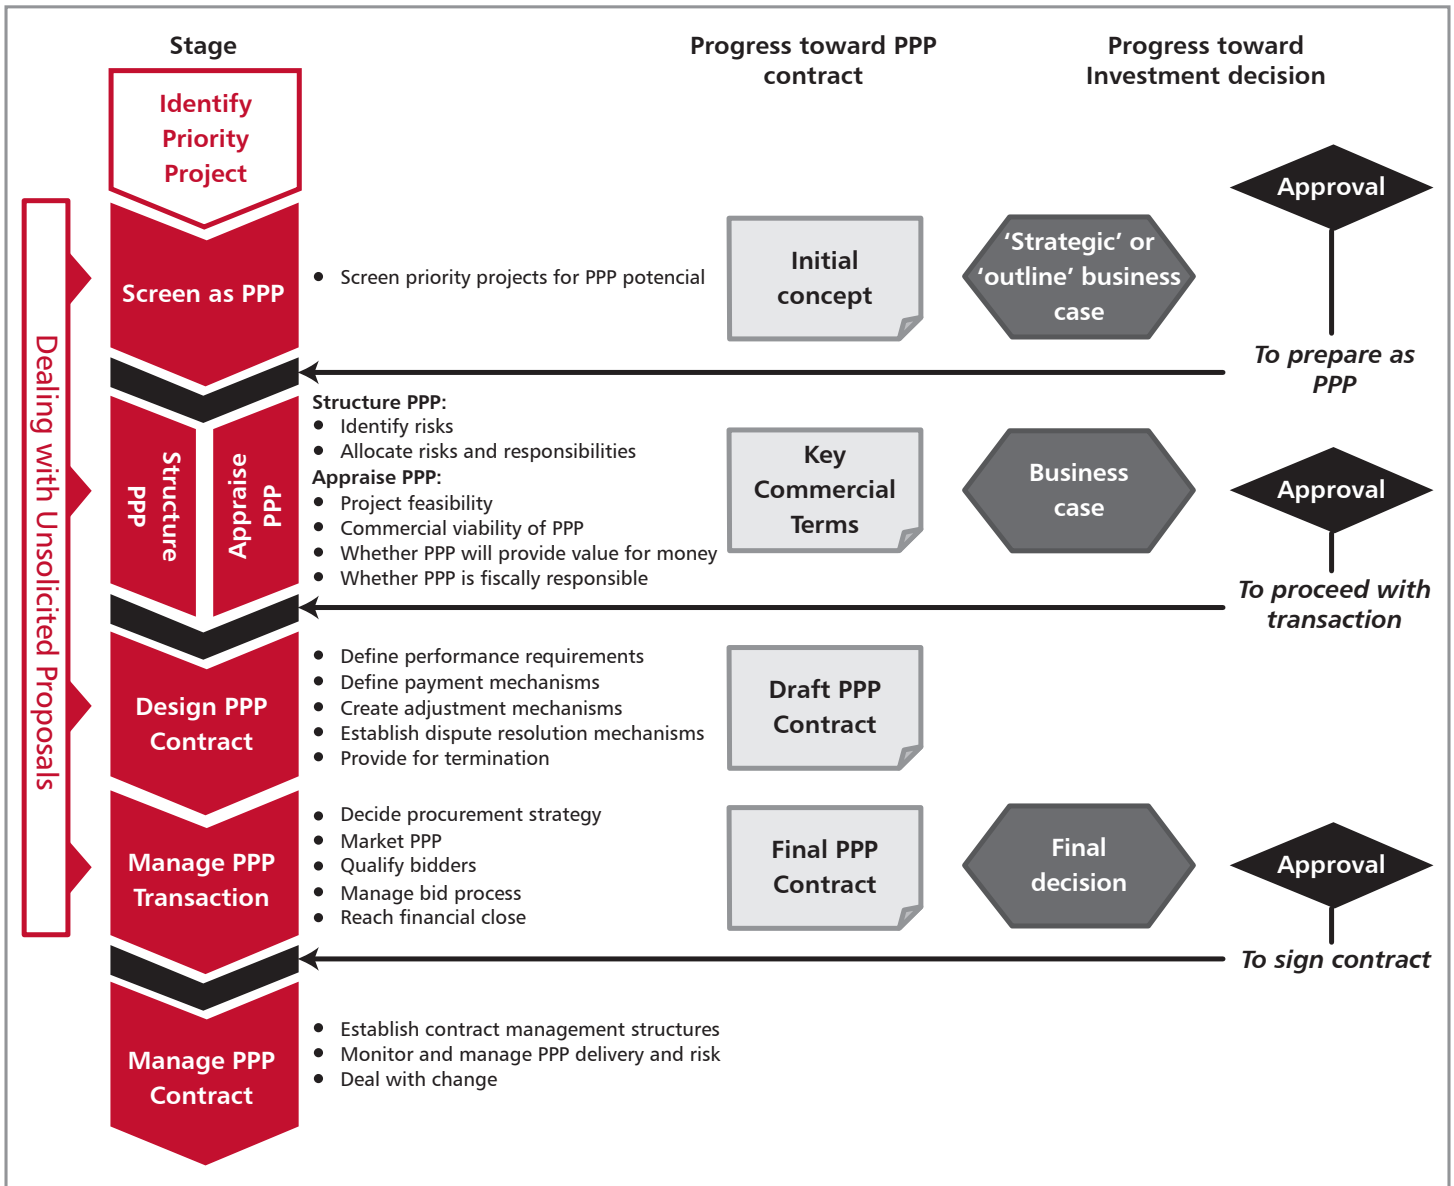 Stage
Progress toward PPP
contract
Progress toward
Investment decision
Identify
Priority
Project
Approval
Screen as PPP
• Screen priority projects for PPP potencial
Initial
concept
‘Strategic’ or
‘outline’ business
case
To prepare as
PPP
Dealing with Unsolicited Proposals
Structure
PPP
Appraise
PPP
Structure PPP:
• Identify risks
• Allocate risks and responsibilities
Appraise PPP:
• Project feasibility
• Commercial viability of PPP
• Whether PPP will provide value for money
• Whether PPP is fiscally responsible
Key
Commercial
Terms
Business
case
Approval
To proceed with
transaction
Design PPP
Contract
• Define performance requirements
• Define payment mechanisms
• Create adjustment mechanisms
• Establish dispute resolution mechanisms
• Provide for termination
Draft PPP
Contract
Manage PPP
Transaction
• Decide procurement strategy
• Market PPP
• Qualify bidders
• Manage bid process
• Reach financial close
Final PPP
Contract
Final
decision
Approval
To sign contract
Manage PPP
Contract
• Establish contract management structures
• Monitor and manage PPP delivery and risk
• Deal with change